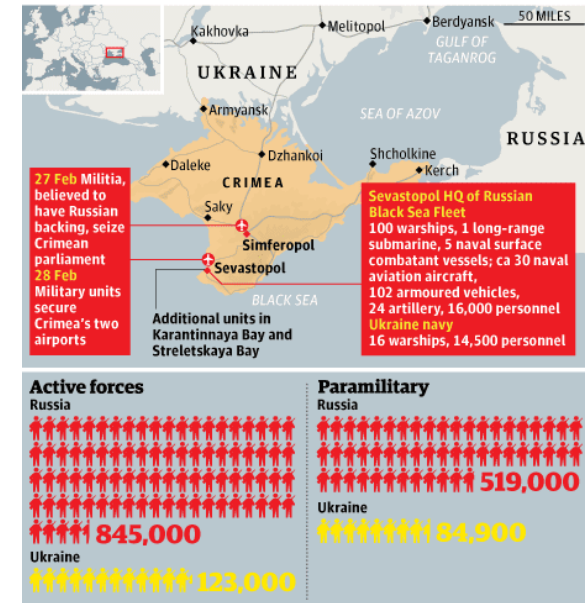 50 MILES
Kakhovka
Melitopol
Berdyansk
GULF OF
TAGANROG
UKRAINE
Armyansk
SEA OF AZOV
RUSSIA
Daleke
Dzhankoi
Shcholkine
Kerch
CRIMEA
Saky
Simferopol
Sevastopol
BLACK SEA
27 Feb Militia,
believed to
have Russian
backing, seize
Crimean
parliament
28 Feb
Military units
secure
Crimea's two
airports
Additional units in
Karantinnaya Bay and
Streletskaya Bay
Sevastopol HQ of Russian
Black Sea Fleet
100 warships, 1 long-range
submarine, 5 naval surface
combatant vessels; ca 30 naval
aviation aircraft,
102 armoured vehicles,
24 artillery, 16,000 personnel
Ukraine navy
16 warships, 14,500 personnel
Active forces
Russia
845,000
Ukraine
123,000
Paramilitary
Russia
519,000
Ukraine
84,900